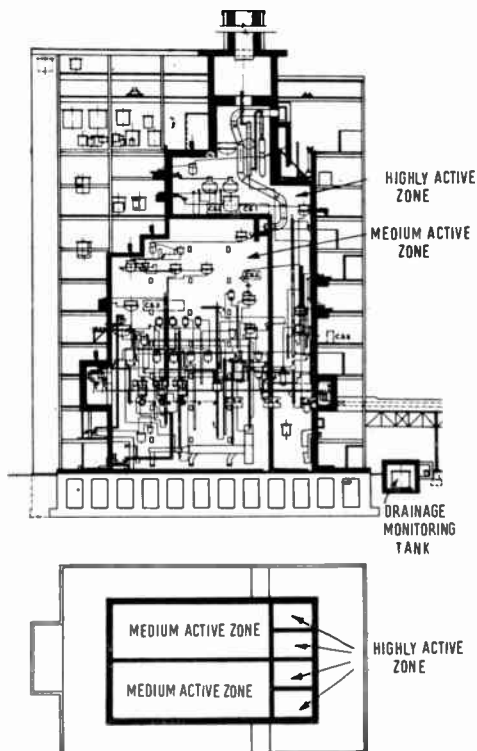 HIGHLY ACTIVE
ZONE
MEDIUM ACTIVE
ZONE
DRAINAGE
MONITORING
TANK
MEDIUM ACTIVE ZONE
MEDIUM ACTIVE ZONE
HIGHLY ACTIVE
ZONE